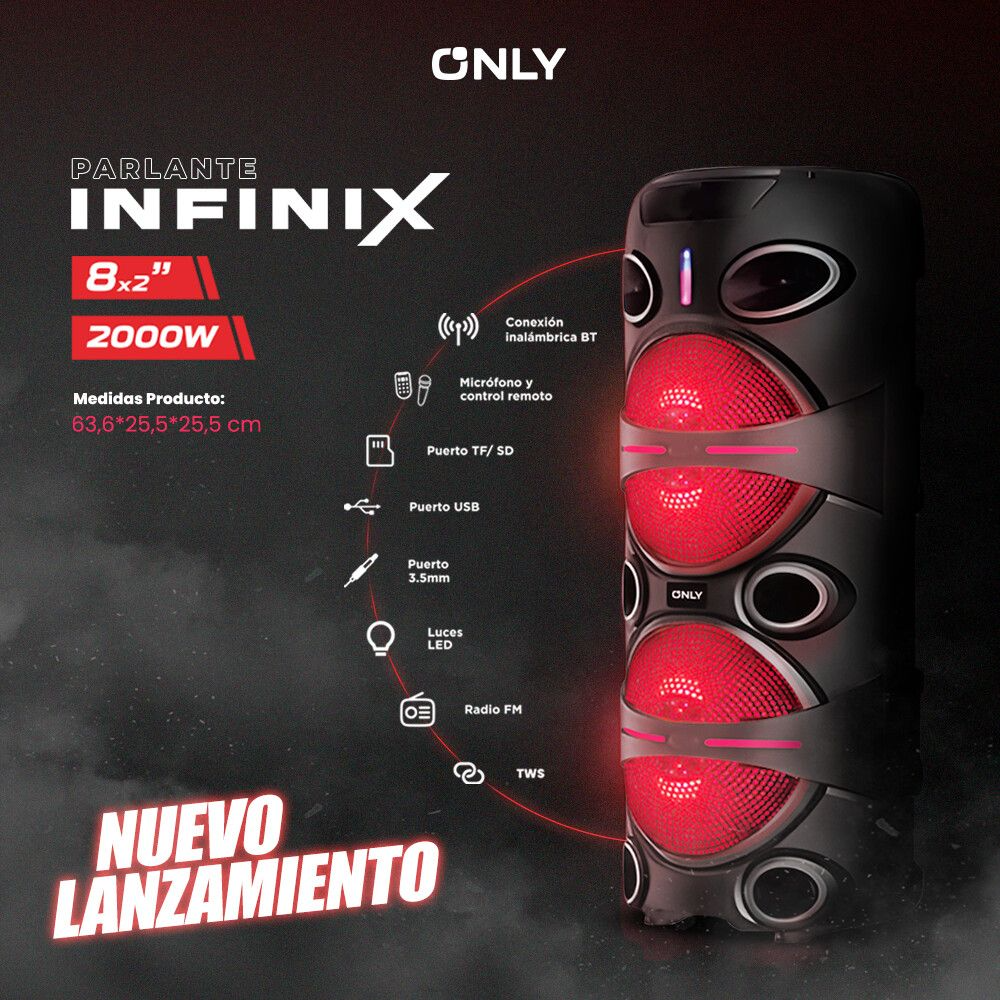 ONLY
PARLANTE
INFINIX
8x2”
2000W
Medidas Producto:
63,6*25,5*25,5 cm
Conexión
inalámbrica BT
Micrófono y
control remoto
Puerto TF/ SD
Puerto USB
Puerto
3.5mm
Luces
LED
Radio FM
TWS
ONLY
NUEVO
LANZAMIENTO